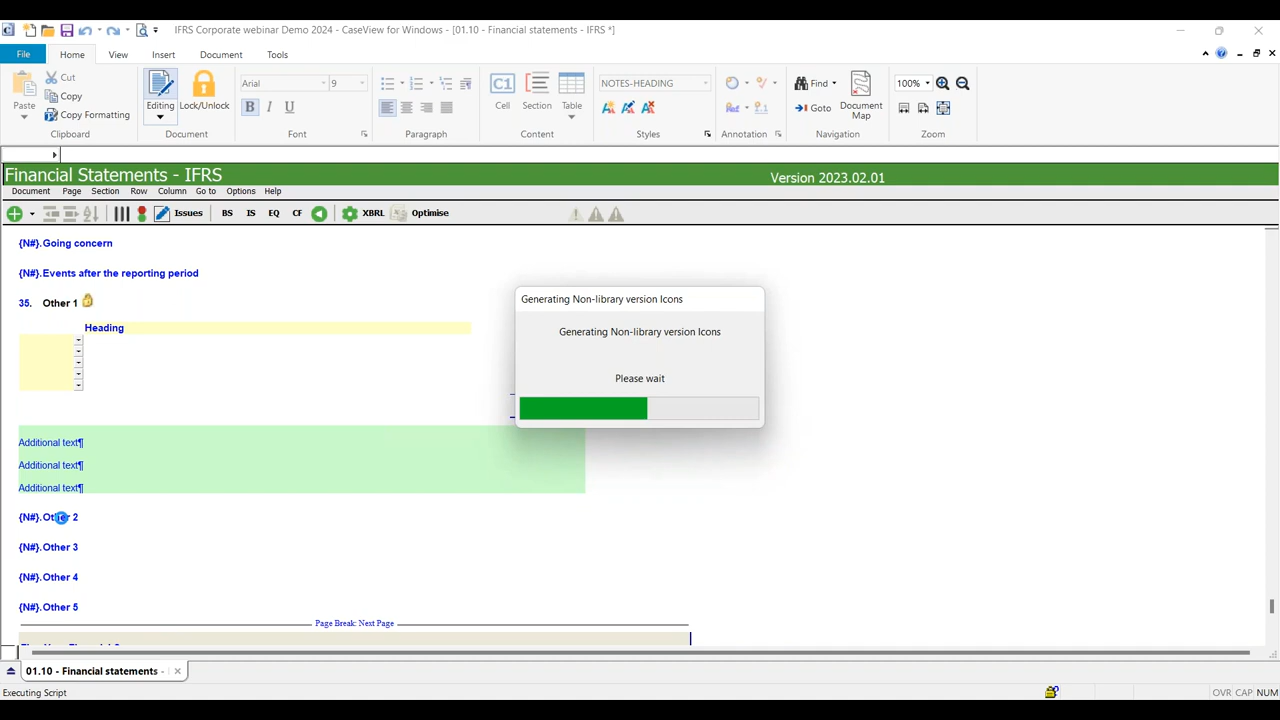 IFRS Corporate webinar Demo 2024 - CaseView for Windows - [01.10 - Financial statements - IFRS *]
File Home View Insert Document Tools
Paste
Cut
Copy
Copy Formatting
Clipboard
Editing
Lock/Unlock
Document
Arial 9
B I U
Font
Paragraph
C1
Cell
Section
Table
Content
NOTES-HEADING
Styles
Annotation
Find
Goto
Document Map
Navigation
100%
Zoom
Financial Statements - IFRS
Version 2023.02.01
Document Page Section Row Column Go to Options Help
Issues BS IS EQ CF XBRL Optimise
{N#}.Going concern
{N#}.Events after the reporting period
35. Other 1
Heading
Additional text¶
Additional text¶
Additional text¶
{N#}.Other 2
{N#}.Other 3
{N#}.Other 4
{N#}.Other 5
Page Break: Next Page
Generating Non-library version Icons
Generating Non-library version Icons
Please wait
01.10 - Financial statements -
Executing Script
OVR CAP NUM